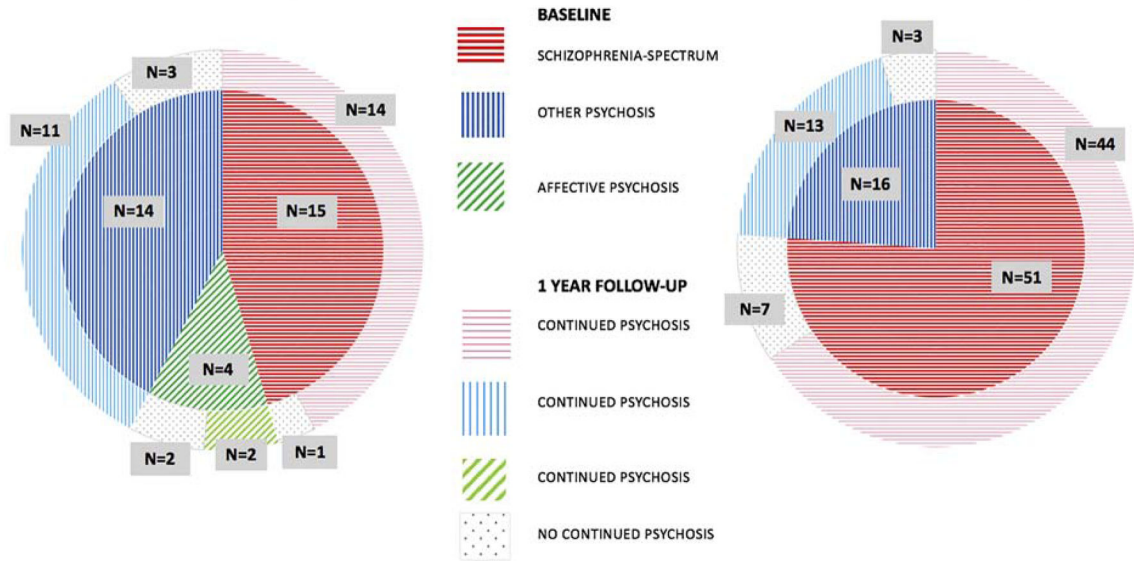 N=3
N=14
N=11
N=14
N=15
N=4
N=2
N=2
N=1
BASELINE
SCHIZOPHRENIA-SPECTRUM
OTHER PSYCHOSIS
AFFECTIVE PSYCHOSIS
1 YEAR FOLLOW-UP
CONTINUED PSYCHOSIS
CONTINUED PSYCHOSIS
CONTINUED PSYCHOSIS
NO CONTINUED PSYCHOSIS
N=3
N=13
N=44
N=16
N=51
N=7